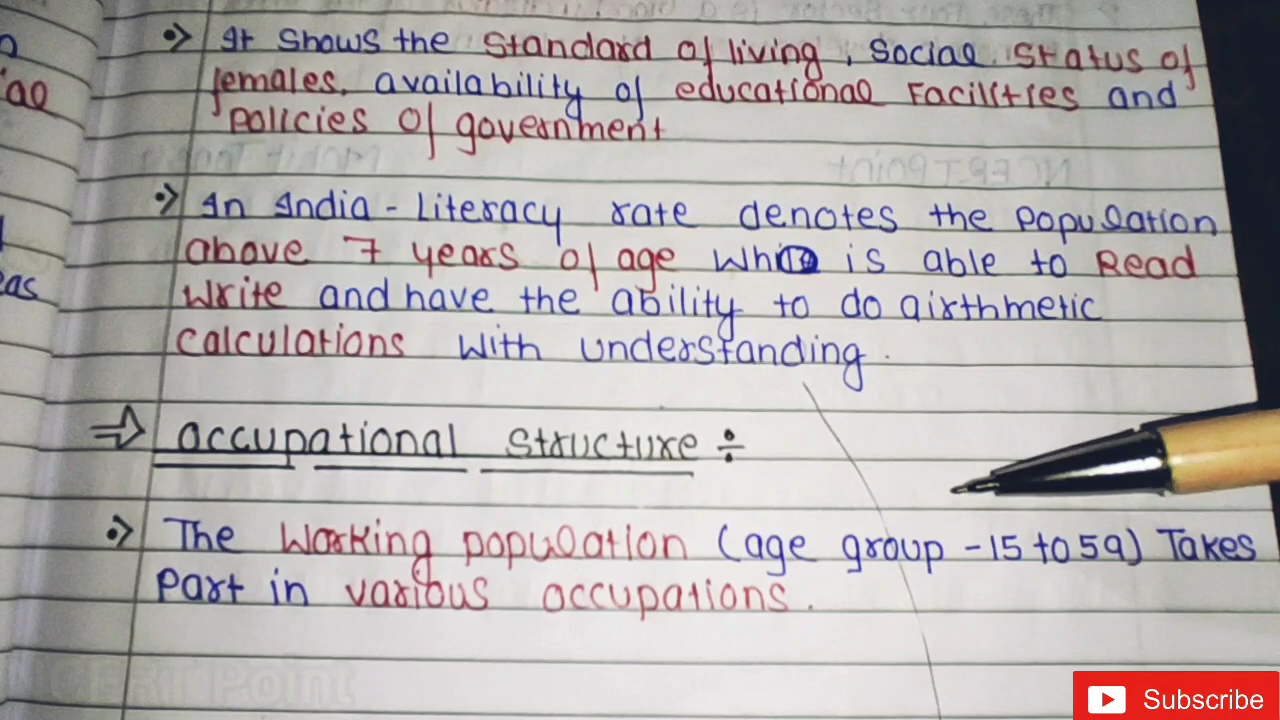 It shows the standard of living, social status of
females, availability of educational facilities and
policies of government
In India - Literacy rate denotes the population
above 7 years of age who is able to Read
write and have the ability to do airthmetic
calculations with understanding.
⇒ occupational structure ÷
The working population (age group - 15 to 59) Takes
part in various occupations.
CERT Point
Subscribe